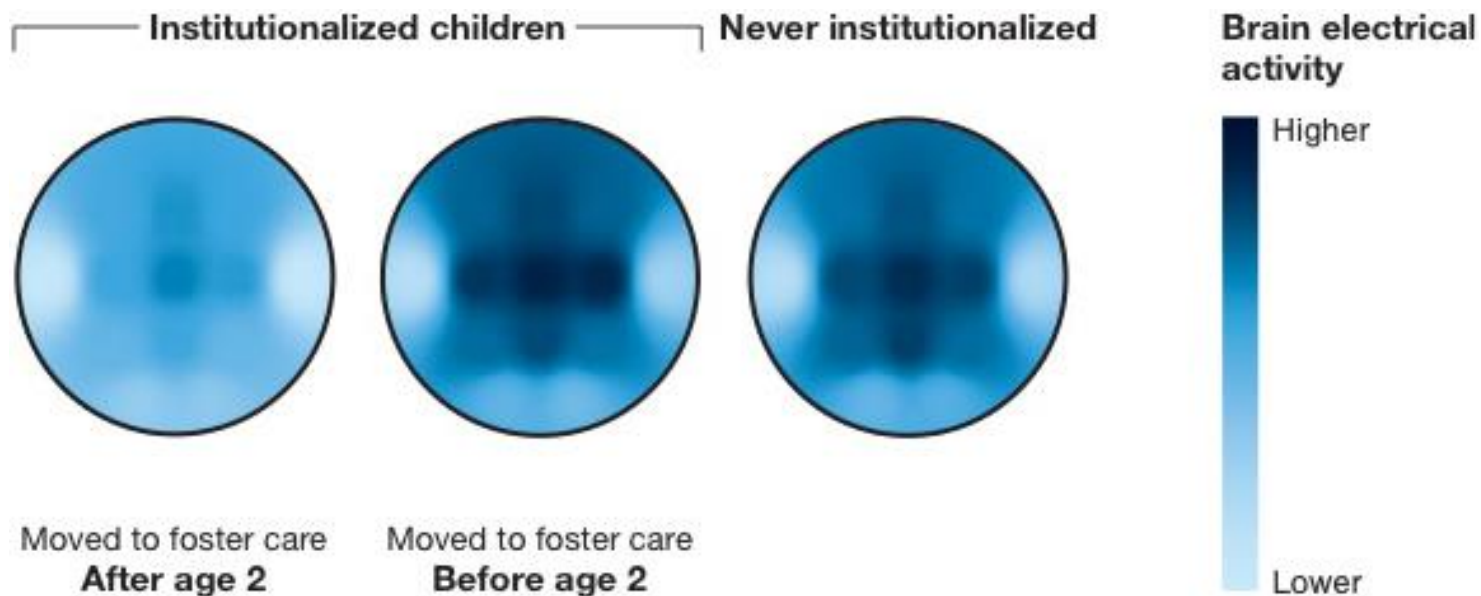 Institutionalized children
Never institutionalized
Brain electrical
activity
Higher
Lower
Moved to foster care
After age 2
Moved to foster care
Before age 2